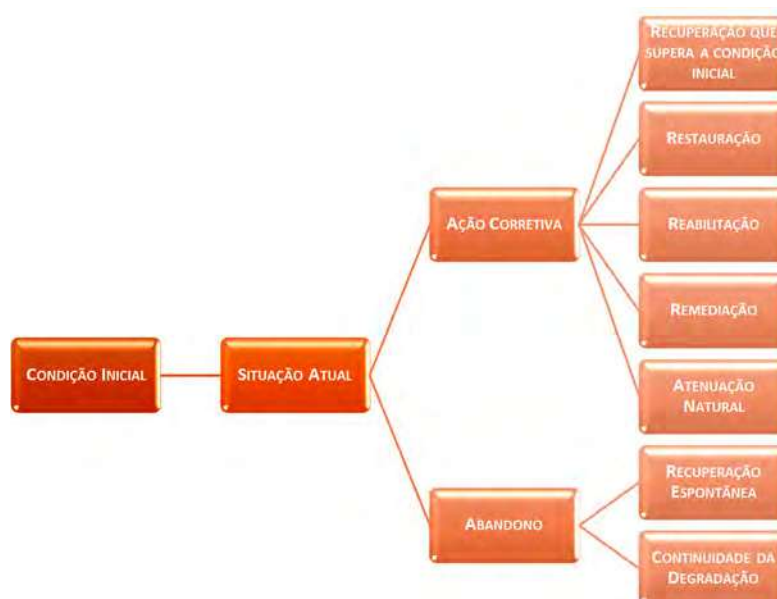 RECUPERAÇÃO QUE
SUPERA A CONDIÇÃO
INICIAL
RESTAURAÇÃO
AÇÃO CORRETIVA
REABILITAÇÃO
REMEDIAÇÃO
CONDIÇÃO INICIAL
SITUAÇÃO ATUAL
ATENUAÇÃO
NATURAL
RECUPERAÇÃO
ESPONTÂNEA
ABANDONO
CONTINUIDADE DA
DEGRADAÇÃO